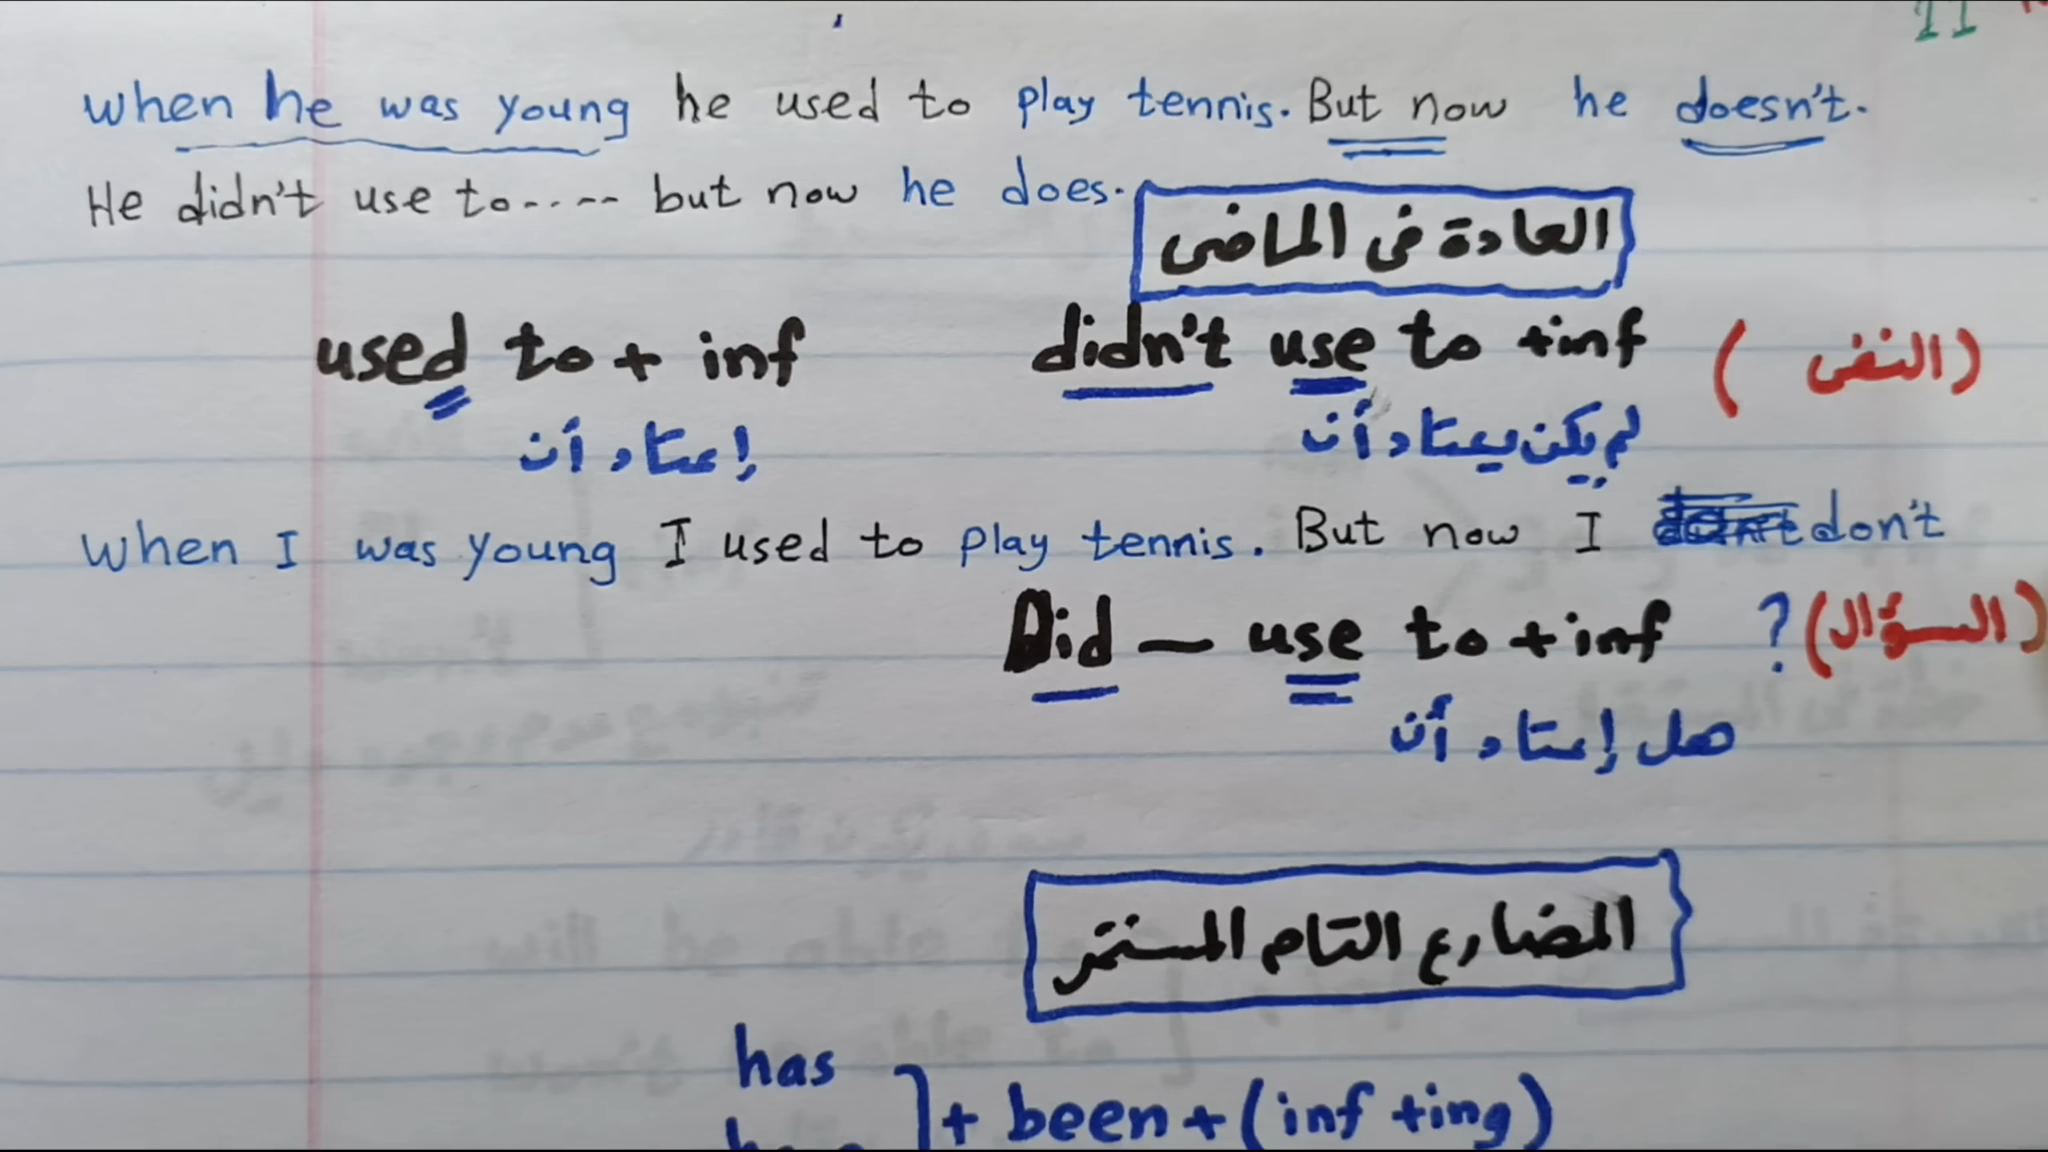 11
when he was young he used to play tennis. But now he doesn't.
He didn't use to..... but now he does.
العادة فى الماضى
used to + inf
didn't use to +inf (النفى)
إعتاد أن
لم يكن يعتاد أن
when I was young I used to play tennis. But now I don't
Did — use to +inf ? (السؤال)
هل إعتاد أن
المضارع التام المستمر
has
] + been + (inf +ing)